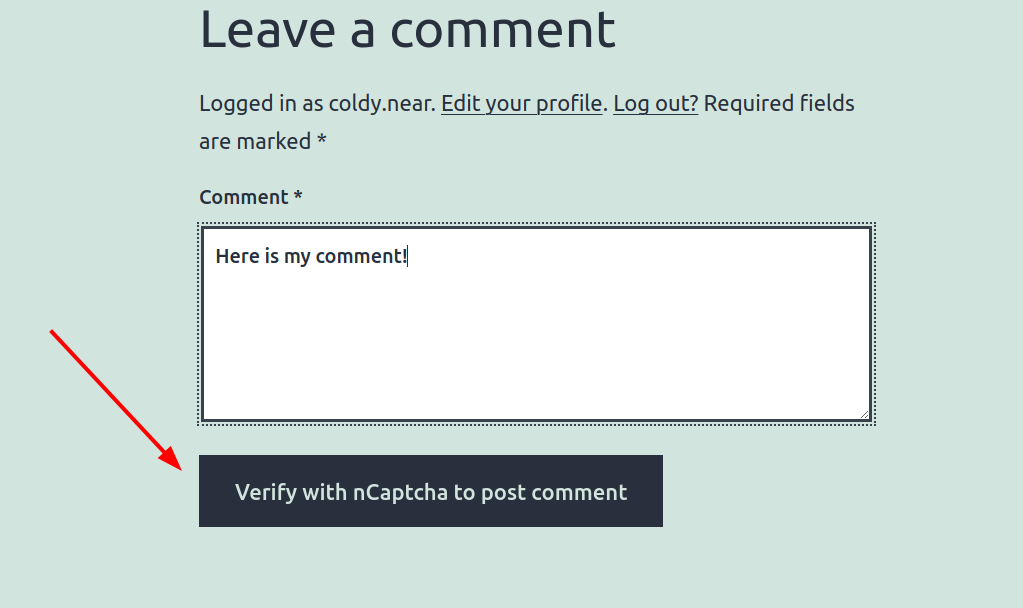 Leave a comment
Logged in as coldy.near. Edit your profile. Log out? Required fields
are marked *
Comment *
Here is my comment!
Verify with nCaptcha to post comment